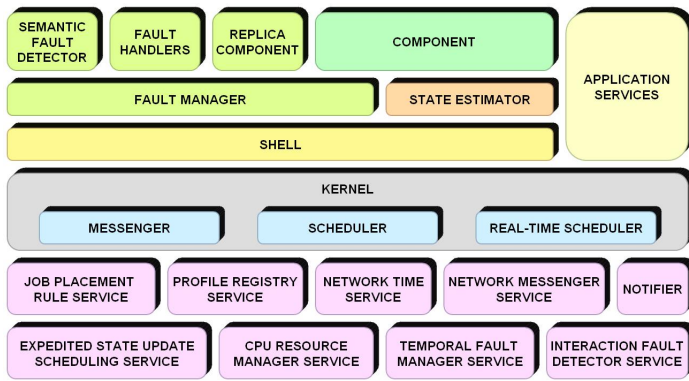 SEMANTIC
FAULT
DETECTOR
FAULT
HANDLERS
REPLICA
COMPONENT
COMPONENT
APPLICATION
SERVICES
FAULT MANAGER
STATE ESTIMATOR
SHELL
KERNEL
MESSENGER
SCHEDULER
REAL-TIME SCHEDULER
JOB PLACEMENT
RULE SERVICE
PROFILE REGISTRY
SERVICE
NETWORK TIME
SERVICE
NETWORK MESSENGER
SERVICE
NOTIFIER
EXPEDITED STATE UPDATE
SCHEDULING SERVICE
CPU RESOURCE
MANAGER SERVICE
TEMPORAL FAULT
MANAGER SERVICE
INTERACTION FAULT
DETECTOR SERVICE